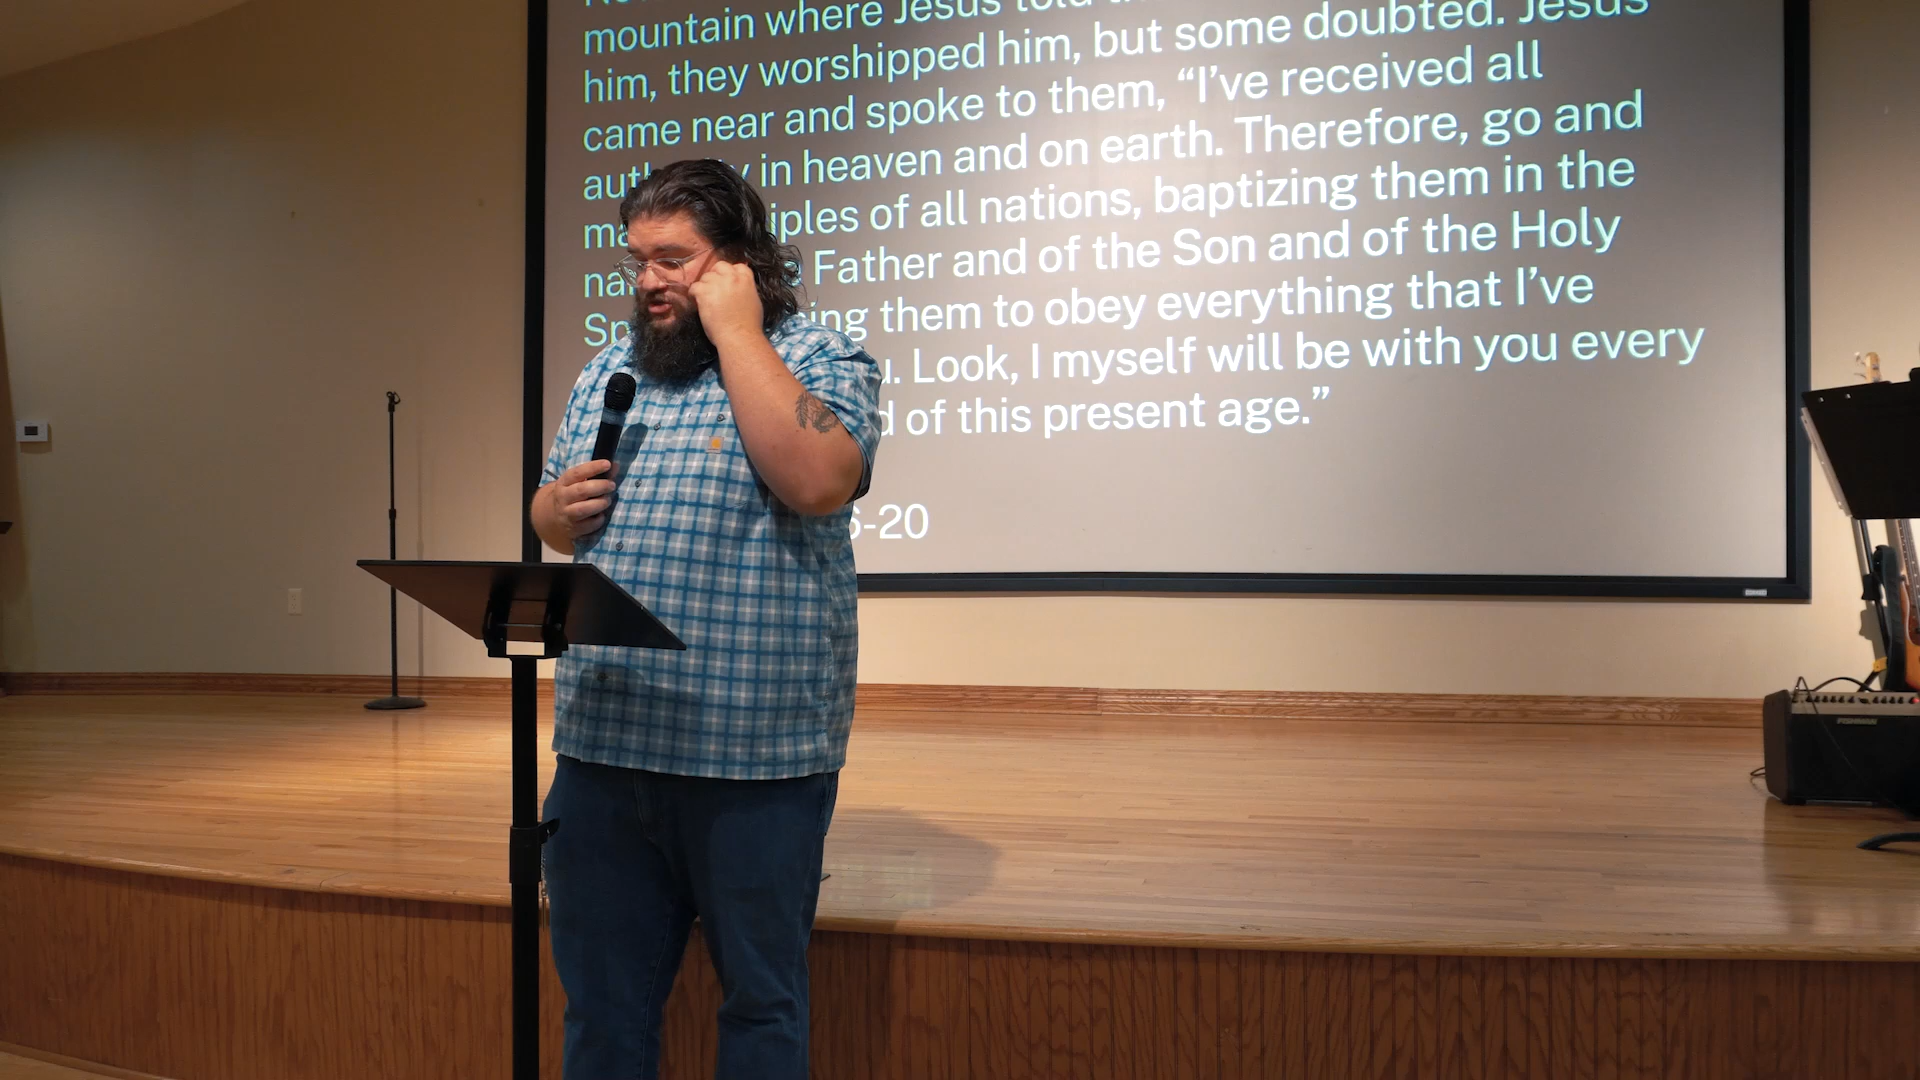 mountain where Jesus told
him, they worshipped him, but some doubted. Jesus
came near and spoke to them, “I’ve received all
in heaven and on earth. Therefore, go and
of all nations, baptizing them in the
Father and of the Son and of the Holy
them to obey everything that I’ve
Look, I myself will be with you every
of this present age.”
6-20
FISHMAN